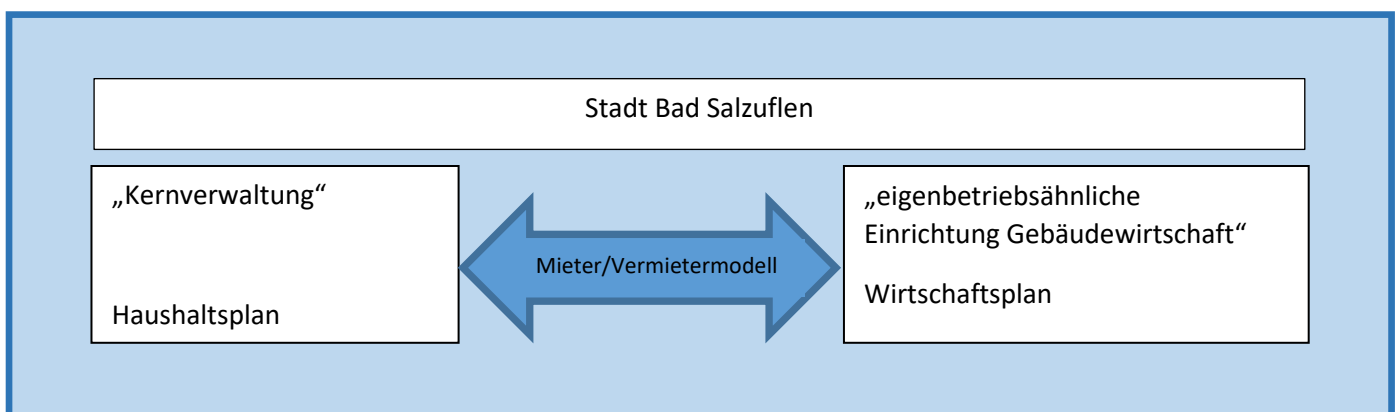 Stadt Bad Salzuflen
„Kernverwaltung“
Haushaltsplan
Mieter/Vermietermodell
„eigenbetriebsähnliche
Einrichtung Gebäudewirtschaft“
Wirtschaftsplan